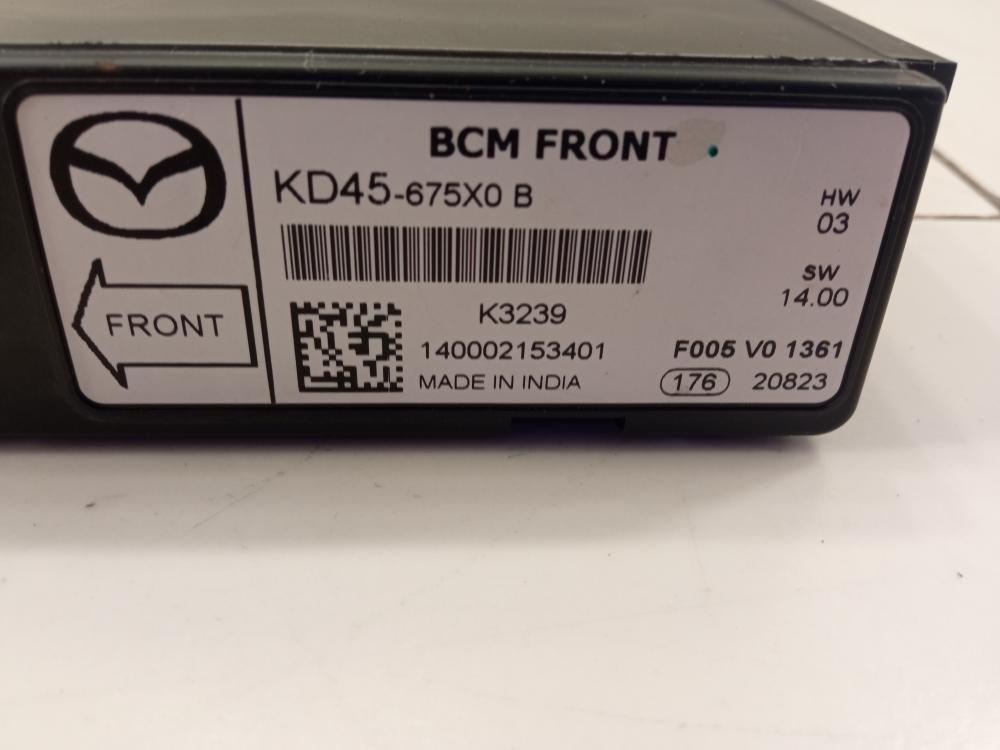 BCM FRONT
KD45-675X0 B
HW
03
SW
14.00
FRONT
K3239
140002153401
F005 V0 1361
MADE IN INDIA
176 20823